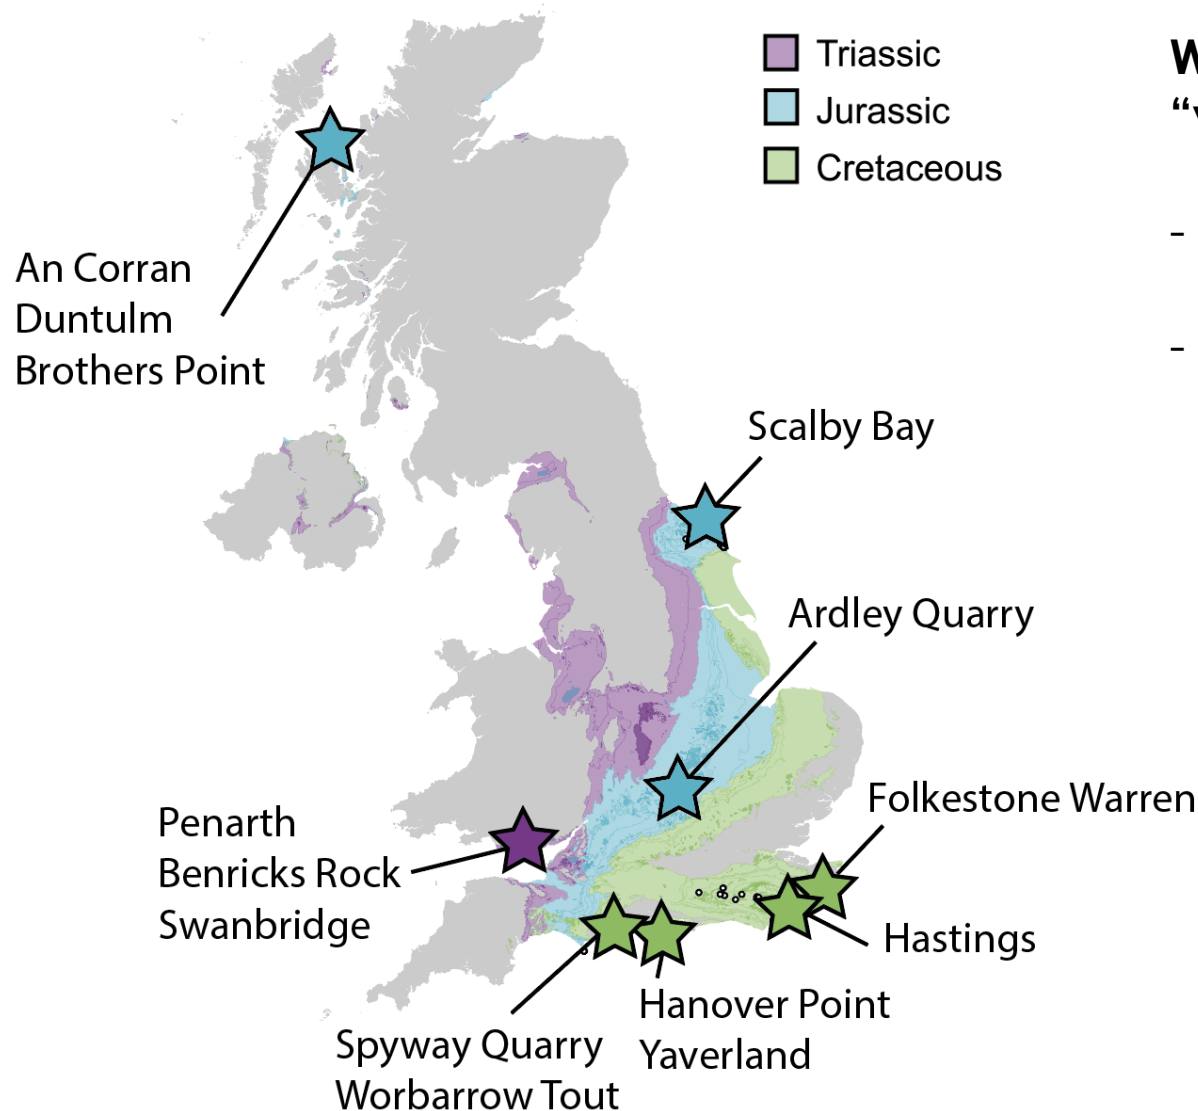 Triassic
Jurassic
Cretaceous
An Corran
Duntulm
Brothers Point
Scalby Bay
Ardley Quarry
Folkestone Warren
Penarth
Benricks Rock
Swanbridge
Hastings
Hanover Point
Yaverland
Spyway Quarry
Worbarrow Tout